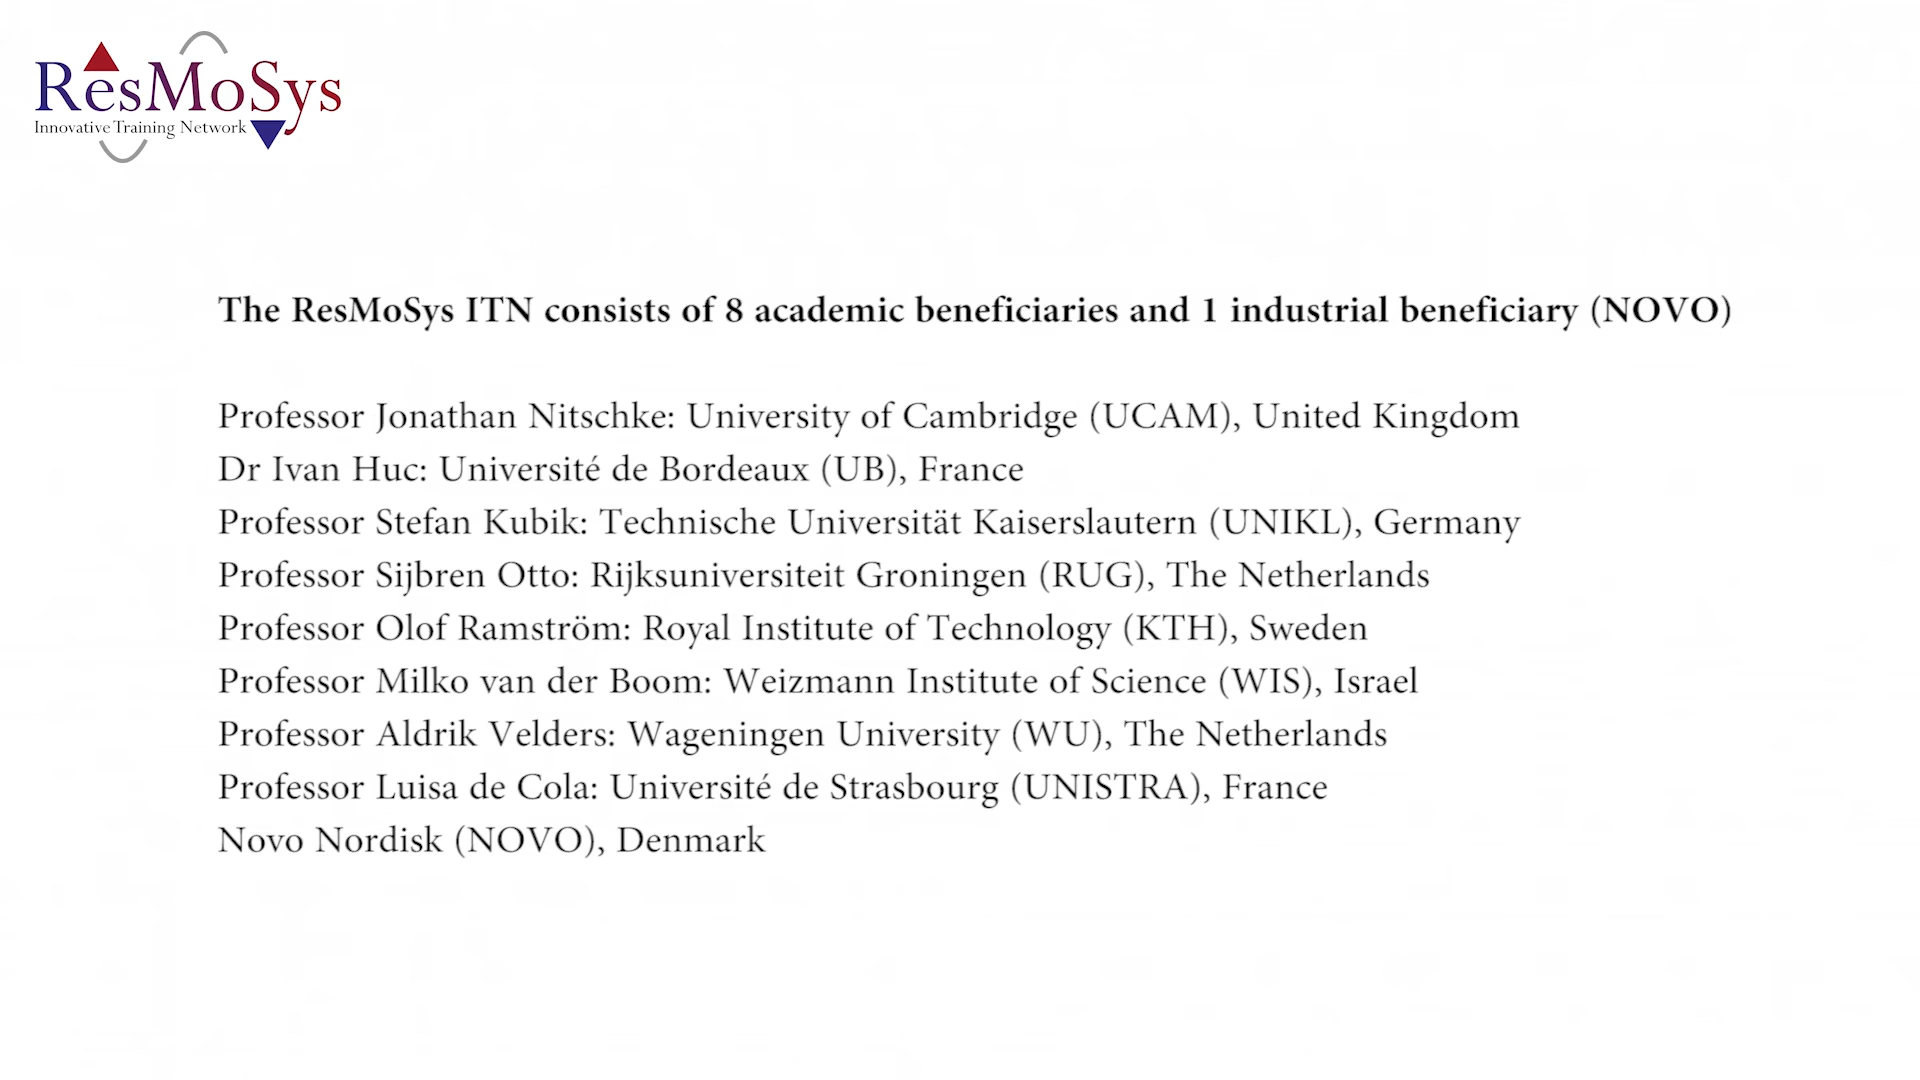 ResMoSys
Innovative Training Network
The ResMoSys ITN consists of 8 academic beneficiaries and 1 industrial beneficiary (NOVO)
Professor Jonathan Nitschke: University of Cambridge (UCAM), United Kingdom
Dr Ivan Huc: Université de Bordeaux (UB), France
Professor Stefan Kubik: Technische Universität Kaiserslautern (UNIKL), Germany
Professor Sijbren Otto: Rijksuniversiteit Groningen (RUG), The Netherlands
Professor Olof Ramström: Royal Institute of Technology (KTH), Sweden
Professor Milko van der Boom: Weizmann Institute of Science (WIS), Israel
Professor Aldrik Velders: Wageningen University (WU), The Netherlands
Professor Luisa de Cola: Université de Strasbourg (UNISTRA), France
Novo Nordisk (NOVO), Denmark